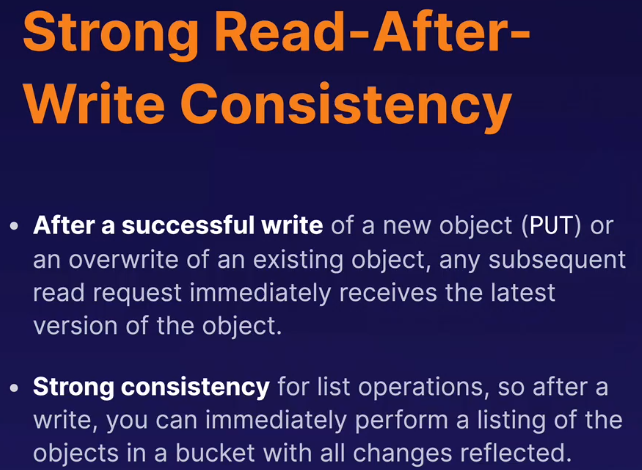 Strong Read-After-
Write Consistency
• After a successful write of a new object (PUT) or
an overwrite of an existing object, any subsequent
read request immediately receives the latest
version of the object.
• Strong consistency for list operations, so after a
write, you can immediately perform a listing of the
objects in a bucket with all changes reflected.